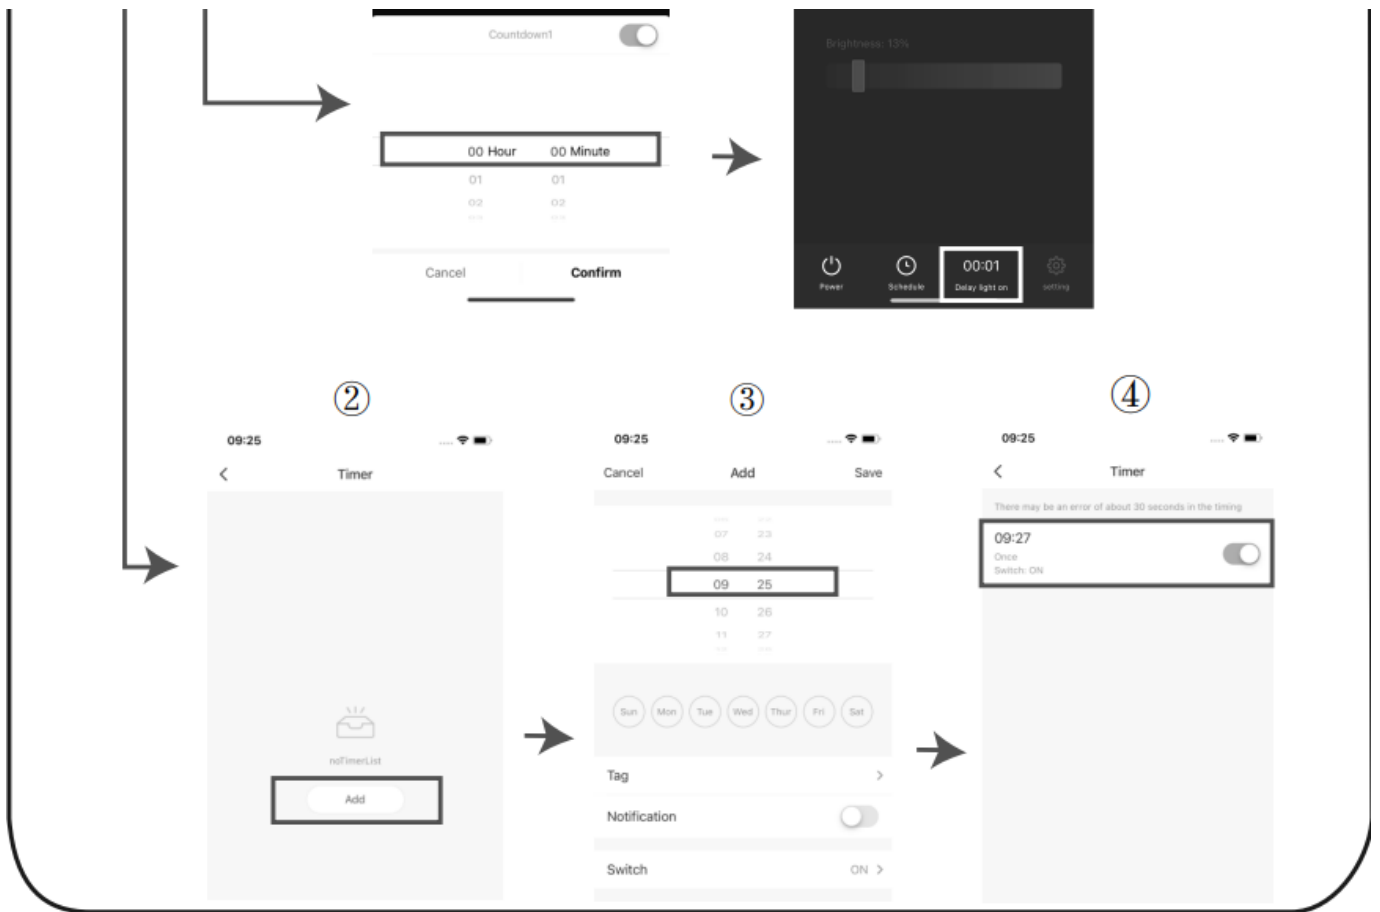 Countdown1
00 Hour 00 Minute
01 01
02 02
03 03
Cancel Confirm
Brightness: 13%
00:01
Power Schedule Delay light on setting
②
09:25
Timer
noTimerList
Add
③
09:25
Cancel Add Save
07 23
08 24
09 25
10 26
11 27
Sun Mon Tue Wed Thur Fri Sat
Tag
Notification
Switch ON
④
09:25
Timer
There may be an error of about 30 seconds in the timing
09:27
Once
Switch: ON